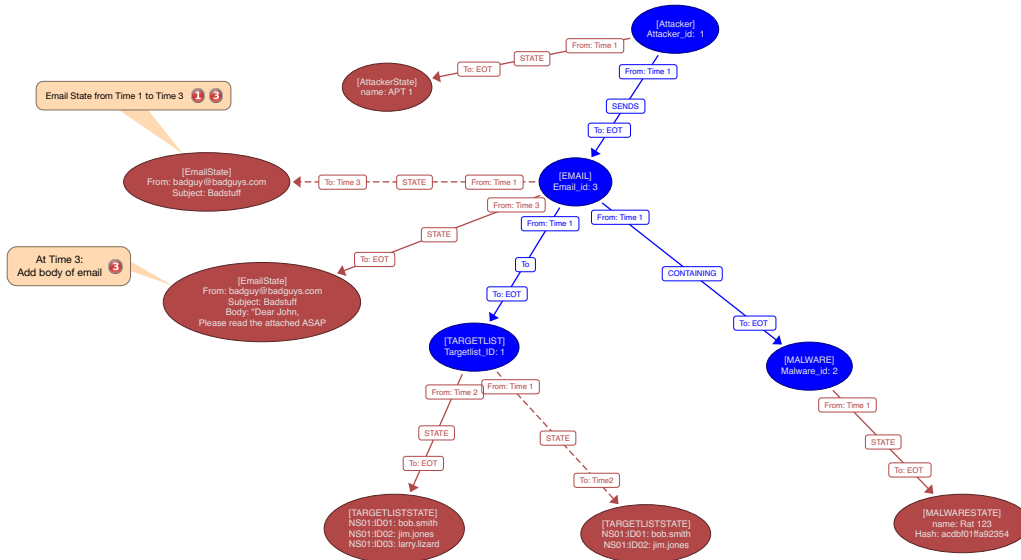 [Attacker]
Attacker_id: 1
From: Time 1
STATE
To: EOT
[AttackerState]
name: APT 1
From: Time 1
SENDS
To: EOT
Email State from Time 1 to Time 3 1 3
[EmailState]
From: badguy@badguys.com
Subject: Badstuff
To: Time 3
STATE
From: Time 1
[EMAIL]
Email_id: 3
From: Time 3
STATE
To: EOT
From: Time 1
To
To: EOT
From: Time 1
CONTAINING
To: EOT
At Time 3:
Add body of email 3
[EmailState]
From: badguy@badguys.com
Subject: Badstuff
Body: "Dear John,
Please read the attached ASAP
[TARGETLIST]
Targetlist_ID: 1
[MALWARE]
Malware_id: 2
From: Time 2
STATE
To: EOT
From: Time 1
STATE
To: Time2
From: Time 1
STATE
To: EOT
[TARGETLISTSTATE]
NS01:ID01: bob.smith
NS01:ID02: jim.jones
NS01:ID03: larry.lizard
[TARGETLISTSTATE]
NS01:ID01: bob.smith
NS01:ID02: jim.jones
[MALWARESTATE]
name: Rat 123
Hash: acdbf01ffa92354